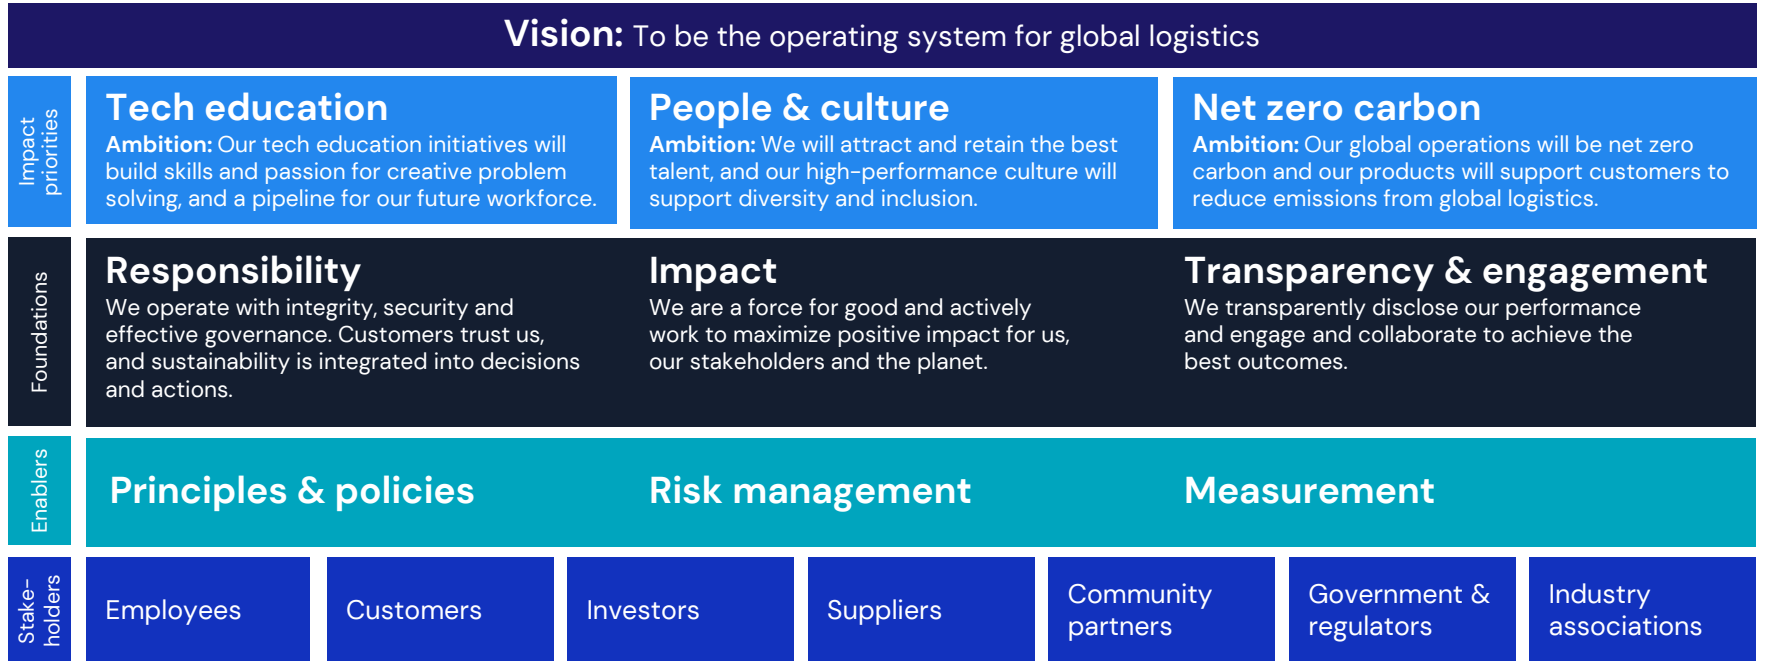 Vision: To be the operating system for global logistics
Impact
priorities
Tech education
Ambition: Our tech education initiatives will
build skills and passion for creative problem
solving, and a pipeline for our future workforce.
People & culture
Ambition: We will attract and retain the best
talent, and our high-performance culture will
support diversity and inclusion.
Net zero carbon
Ambition: Our global operations will be net zero
carbon and our products will support customers to
reduce emissions from global logistics.
Foundations
Responsibility
We operate with integrity, security and
effective governance. Customers trust us,
and sustainability is integrated into decisions
and actions.
Impact
We are a force for good and actively
work to maximize positive impact for us,
our stakeholders and the planet.
Transparency & engagement
We transparently disclose our performance
and engage and collaborate to achieve the
best outcomes.
Enablers
Principles & policies
Risk management
Measurement
Stake-
holders
Employees
Customers
Investors
Suppliers
Community
partners
Government &
regulators
Industry
associations